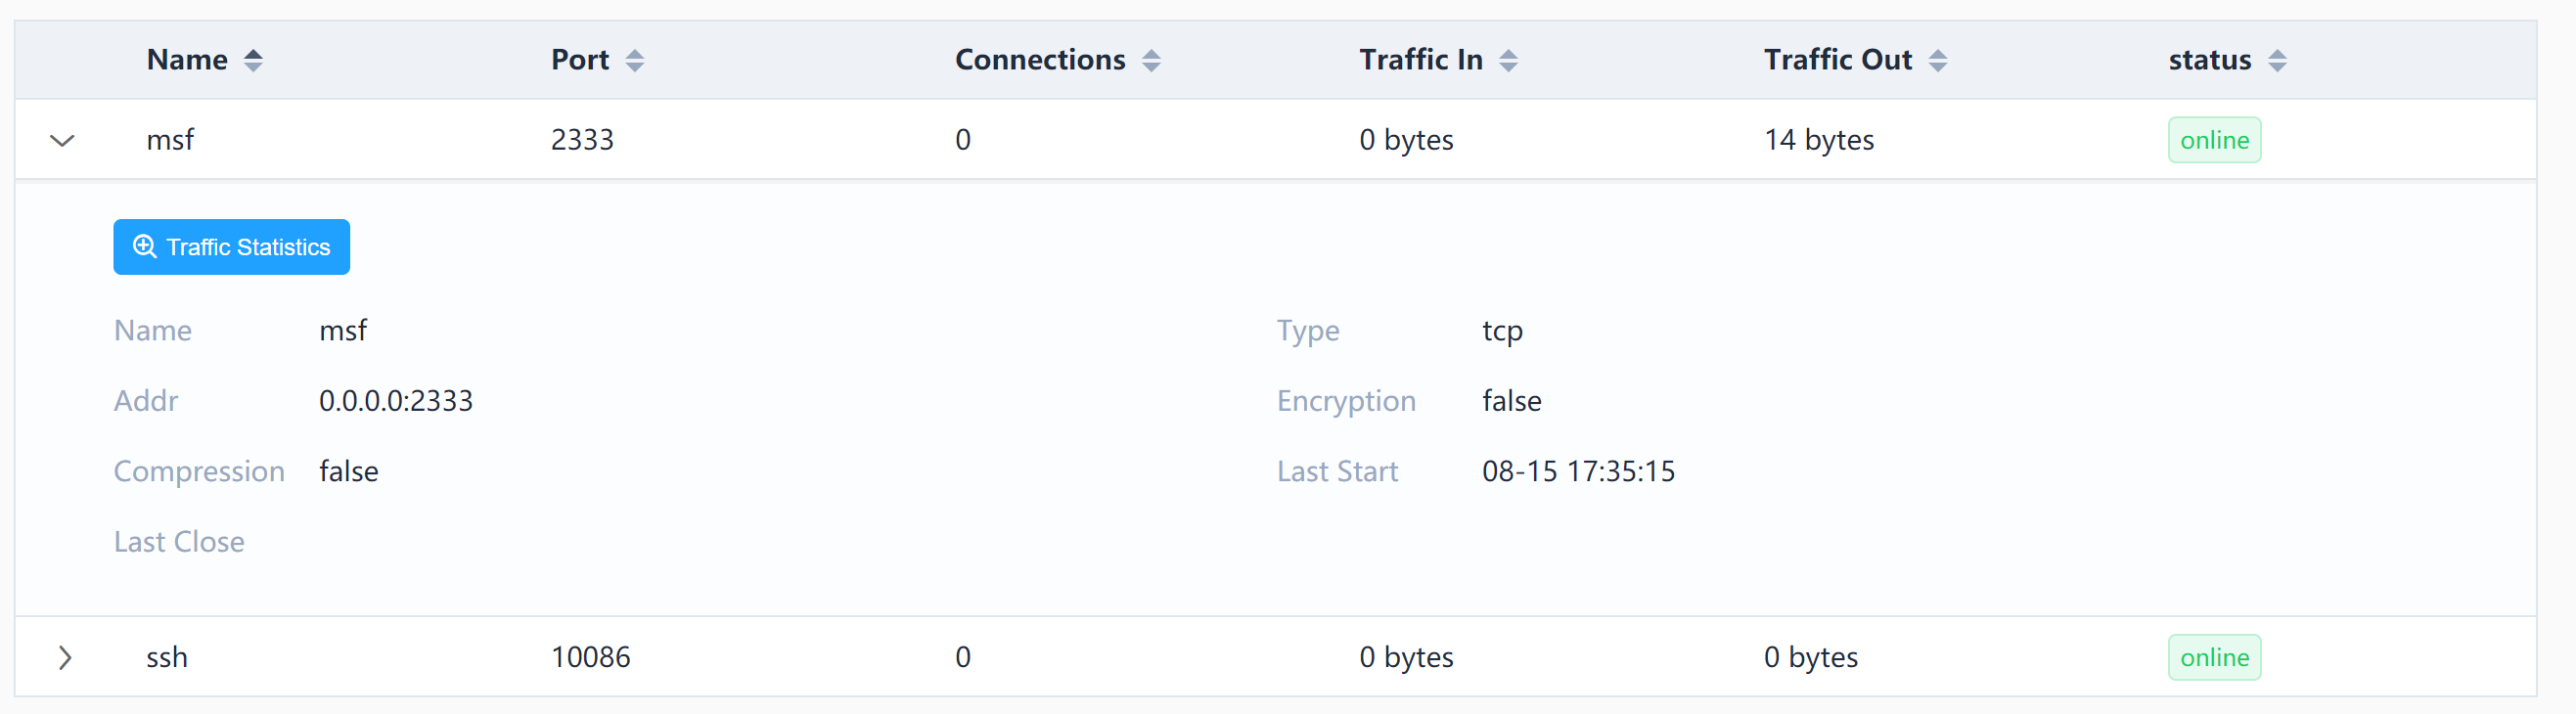 Name Port Connections Traffic In Traffic Out status
msf 2333 0 0 bytes 14 bytes online
Traffic Statistics
Name msf Type tcp
Addr 0.0.0.0:2333 Encryption false
Compression false Last Start 08-15 17:35:15
Last Close
ssh 10086 0 0 bytes 0 bytes online